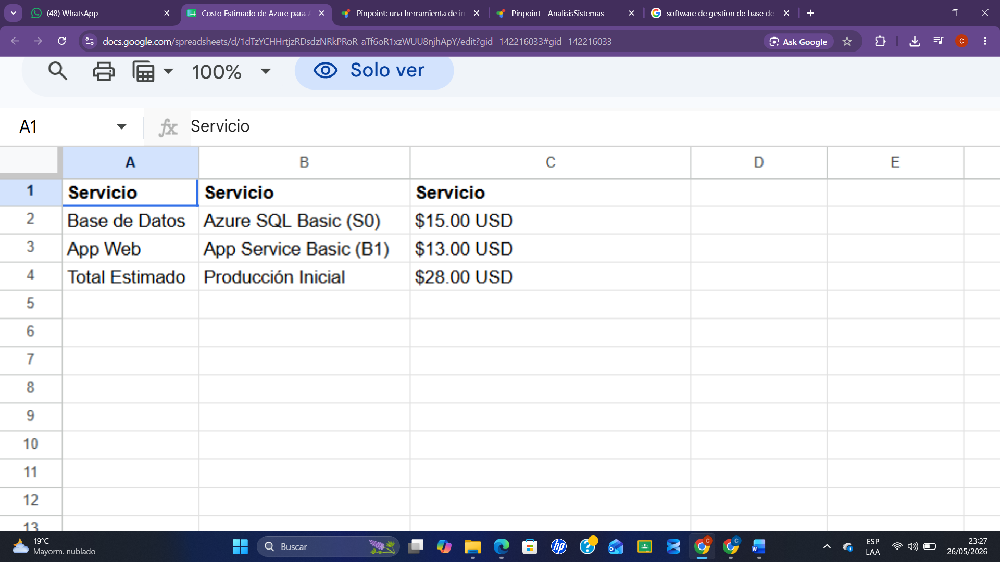 (48) WhatsApp
Costo Estimado de Azure para
Pinpoint: una herramienta de in
Pinpoint - AnalisisSistemas
software de gestion de base de
docs.google.com/spreadsheets/d/1dTzYCHHrtjzRDsdzNRkPRoR-aTf6oR1xzWUU8njhApY/edit?gid=142216033#gid=142216033
Ask Google
C
100%
Solo ver
A1
fx
Servicio
A B C D E
1 Servicio Servicio Servicio
2 Base de Datos Azure SQL Basic (S0) $15.00 USD
3 App Web App Service Basic (B1) $13.00 USD
4 Total Estimado Producción Inicial $28.00 USD
5
6
7
8
9
10
11
12
13
19°C
Mayorm. nublado
Buscar
hp
ESP
LAA
23:27
26/05/2026